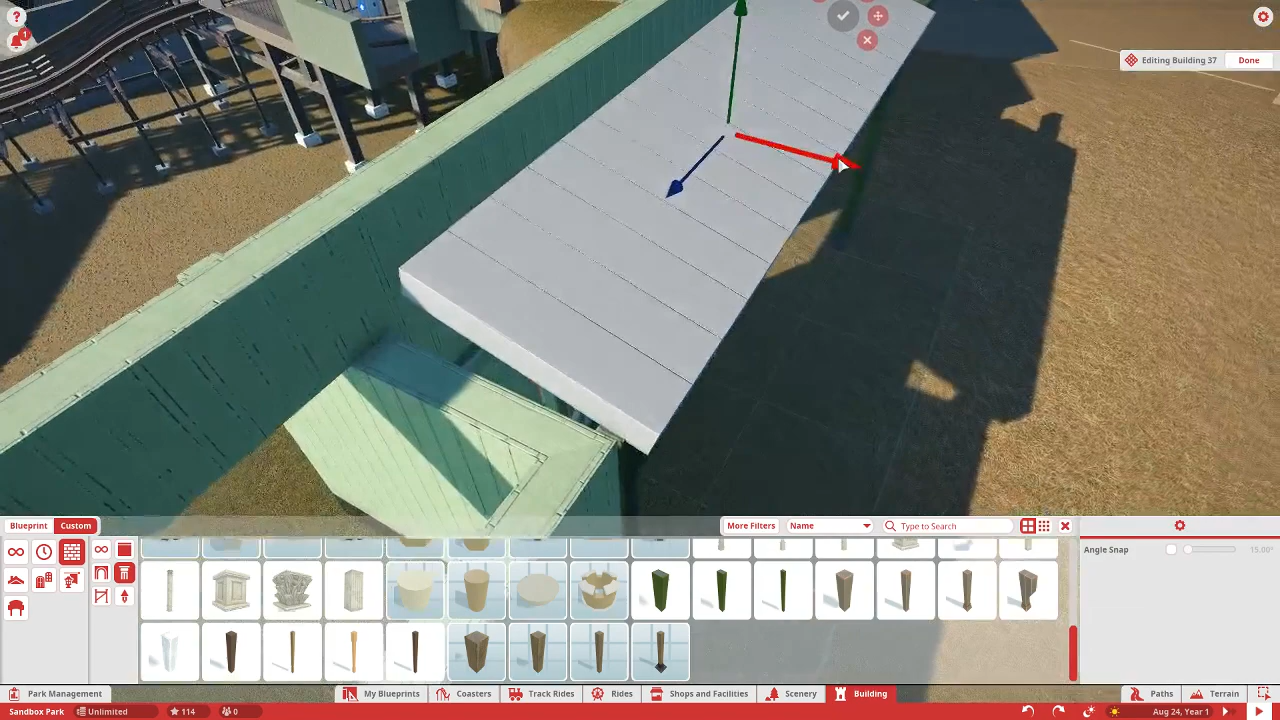 ?
1
Editing Building 37 Done
Blueprint Custom
More Filters Name Type to Search
Angle Snap 15.00°
Park Management My Blueprints Coasters Track Rides Rides Shops and Facilities Scenery Building Paths Terrain
Sandbox Park Unlimited 114 0 Aug 24, Year 1